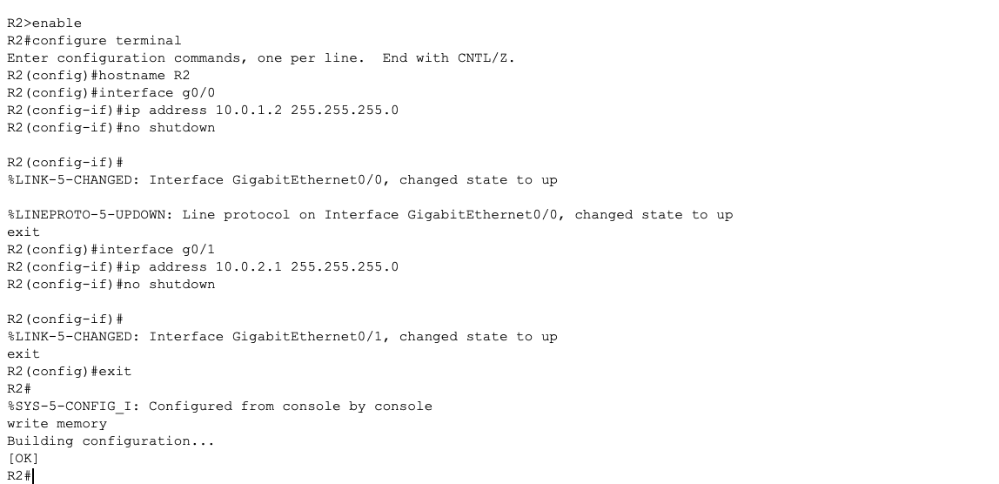 R2>enable
R2#configure terminal
Enter configuration commands, one per line.  End with CNTL/Z.
R2(config)#hostname R2
R2(config)#interface g0/0
R2(config-if)#ip address 10.0.1.2 255.255.255.0
R2(config-if)#no shutdown
R2(config-if)#
%LINK-5-CHANGED: Interface GigabitEthernet0/0, changed state to up
%LINEPROTO-5-UPDOWN: Line protocol on Interface GigabitEthernet0/0, changed state to up
exit
R2(config)#interface g0/1
R2(config-if)#ip address 10.0.2.1 255.255.255.0
R2(config-if)#no shutdown
R2(config-if)#
%LINK-5-CHANGED: Interface GigabitEthernet0/1, changed state to up
exit
R2(config)#exit
R2#
%SYS-5-CONFIG_I: Configured from console by console
write memory
Building configuration...
[OK]
R2#